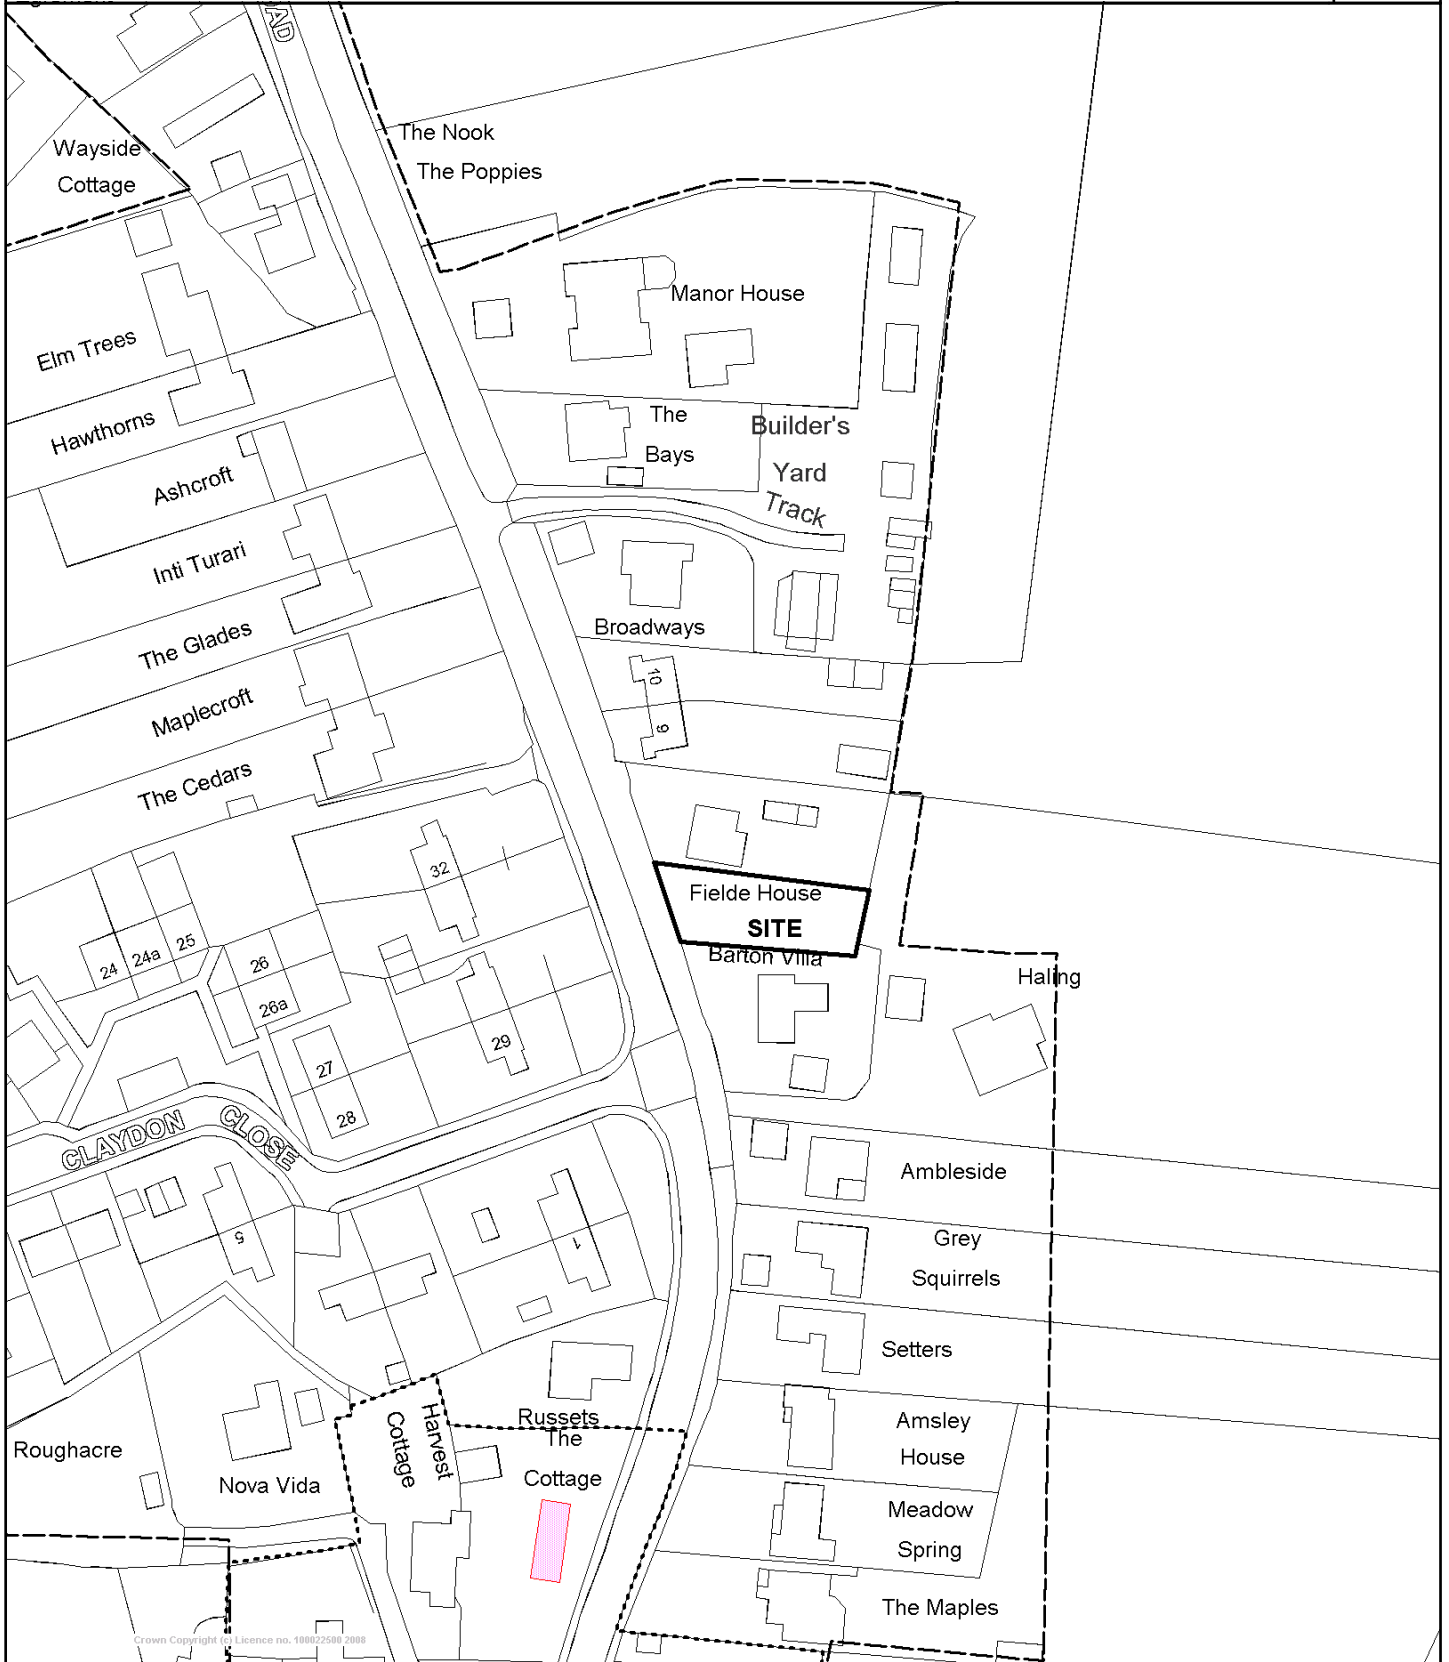 OAD
The Nook
The Poppies
Wayside
Cottage
Manor House
Elm Trees
Hawthorns
The
Bays
Builder's
Yard
Track
Ashcroft
Inti Turari
Broadways
The Glades
10
9
Maplecroft
The Cedars
32
Fielde House
SITE
Barton Villa
24
24a
25
26
26a
27
28
29
Haling
CLAYDON CLOSE
Ambleside
5
1
Grey
Squirrels
Setters
Russets
The
Cottage
Harvest
Cottage
Amsley
House
Roughacre
Nova Vida
Meadow
Spring
The Maples
Crown Copyright (c) Licence no. 100022500 2008